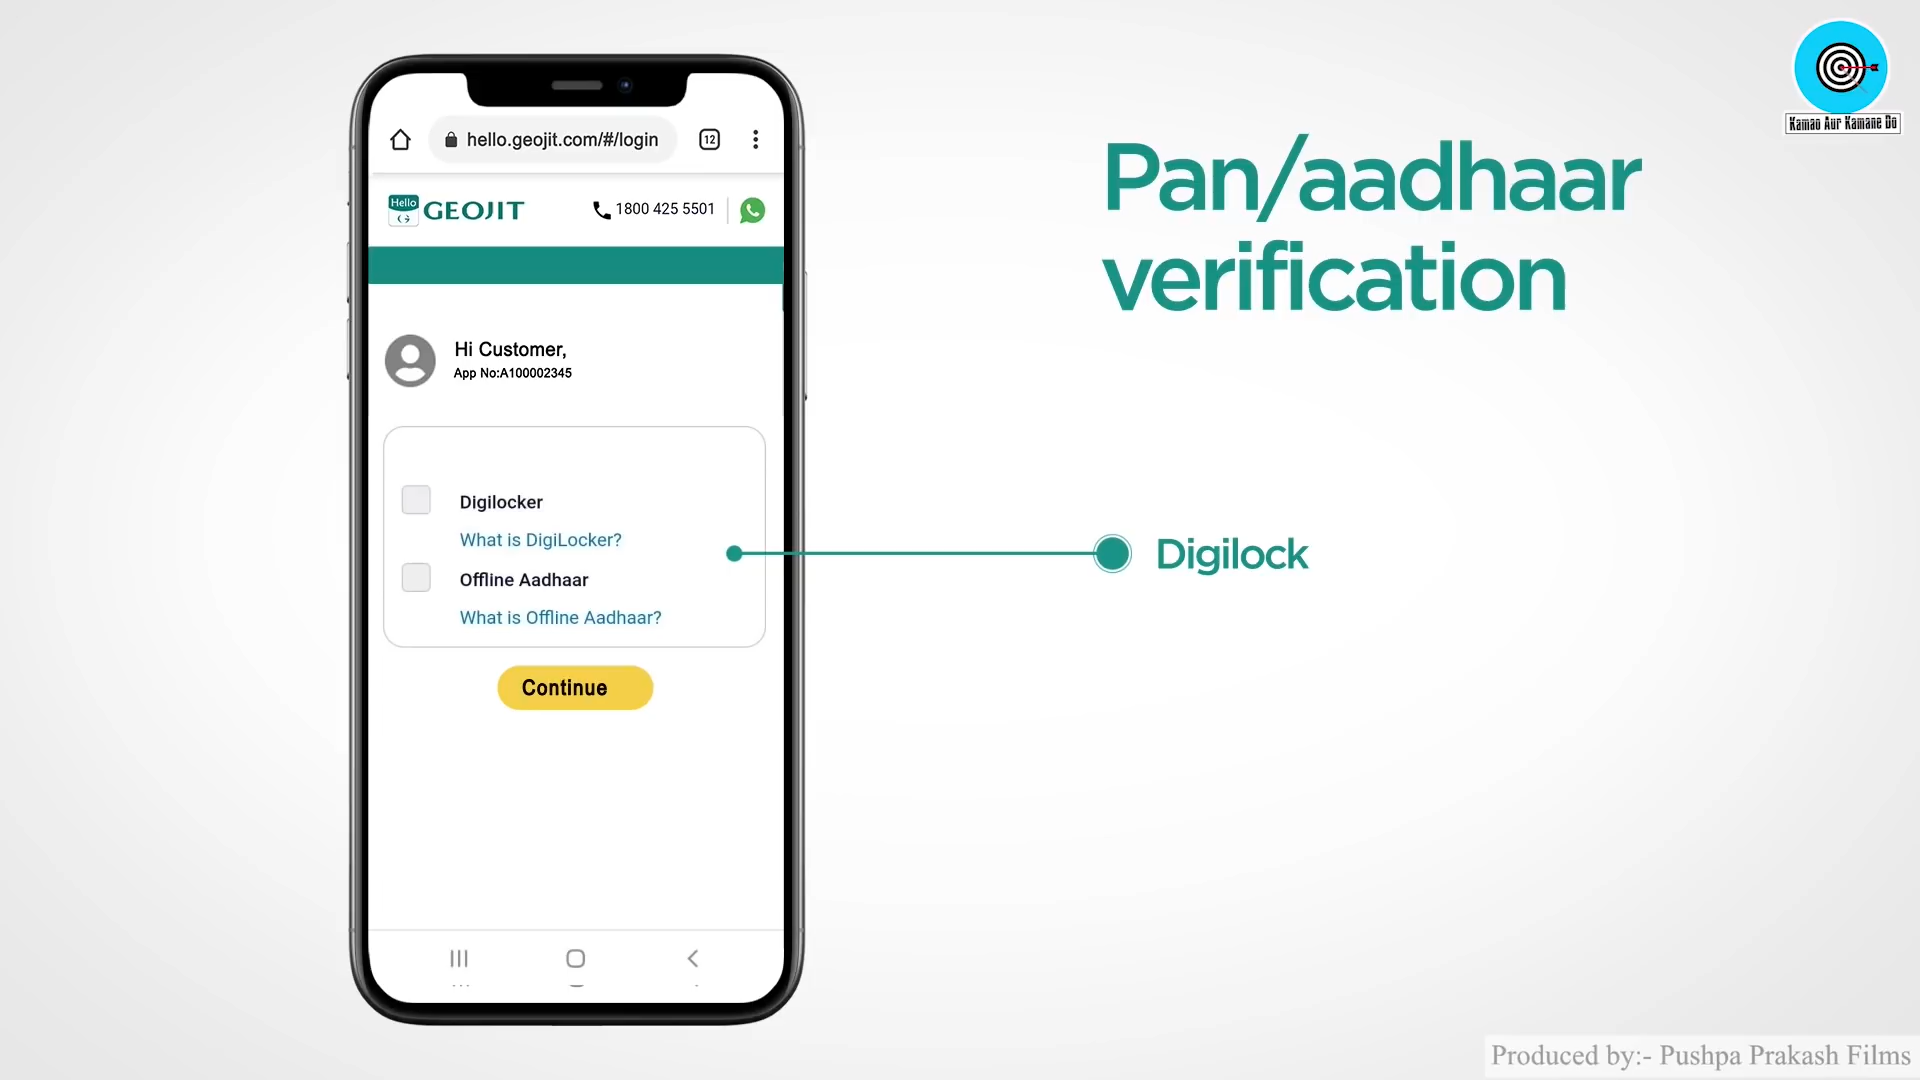 hello.geojit.com/#/login
12
Hello
GEOJIT
1800 425 5501
Hi Customer,
App No:A100002345
Digilocker
What is DigiLocker?
Offline Aadhaar
What is Offline Aadhaar?
Continue
Pan/aadhaar
verification
Digilock
Kamao Aur Kamane Do
Produced by:- Pushpa Prakash Films